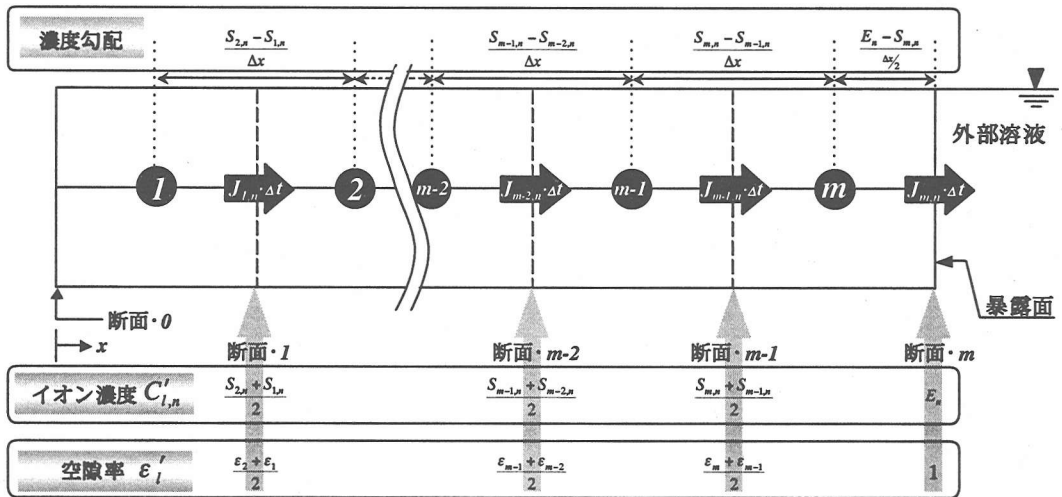 濃度勾配 (S_{2,n} − S_{1,n})/Δx (S_{m-1,n} − S_{m-2,n})/Δx (S_{m,n} − S_{m-1,n})/Δx (E_n − S_{m,n})/(Δx/2)
外部溶液
1 J_{1,n}·Δt 2 m-2 J_{m-2,n}·Δt m-1 J_{m-1,n}·Δt m J_{m,n}·Δt
断面·0
暴露面
x 断面·1 断面·m-2 断面·m-1 断面·m
イオン濃度 C′_{l,n} (S_{2,n} + S_{1,n})/2 (S_{m-1,n} + S_{m-2,n})/2 (S_{m,n} + S_{m-1,n})/2 E_n
空隙率 ε_l′ (ε_2 + ε_1)/2 (ε_{m-1} + ε_{m-2})/2 (ε_m + ε_{m-1})/2 1